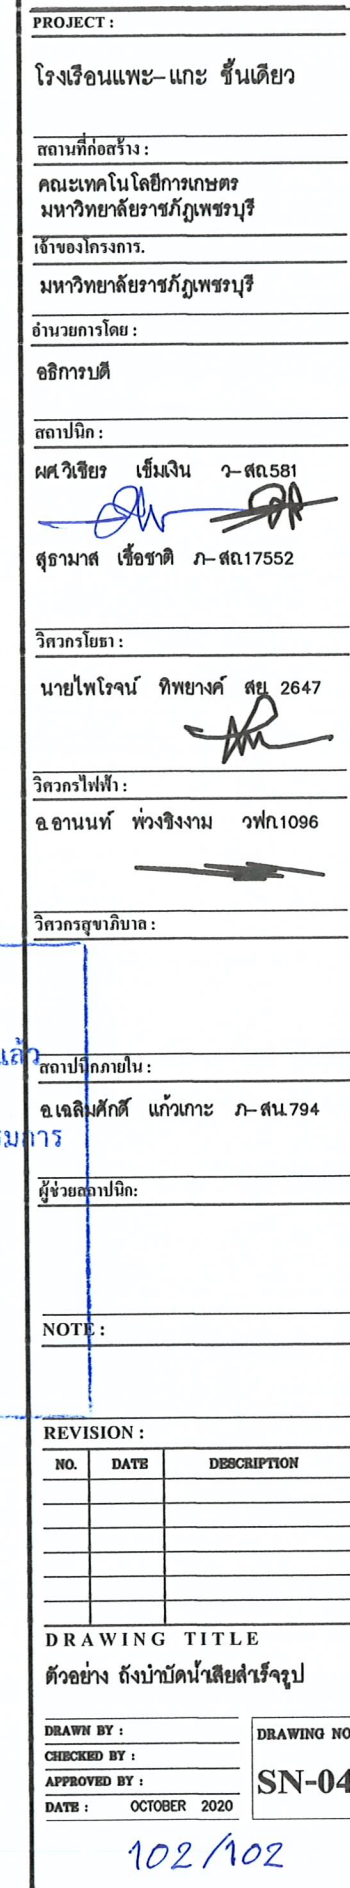 PROJECT :
โรงเรือนแพะ-แกะ ชั้นเดียว
สถานที่ก่อสร้าง :
คณะเทคโนโลยีการเกษตร
มหาวิทยาลัยราชภัฏเพชรบุรี
เจ้าของโครงการ.
มหาวิทยาลัยราชภัฏเพชรบุรี
อำนวยการโดย :
อธิการบดี
สถาปนิก :
ผศ.วิเชียร เข็มเงิน ว-สถ.581
สุธามาส เชื้อชาติ ภ-สถ.17552
วิศวกรโยธา :
นายไพโรจน์ ทิพยางค์ สย. 2647
วิศวกรไฟฟ้า :
อ.อานนท์ พ่วงชิงงาม วฟก.1096
วิศวกรสุขาภิบาล :
แล้ว
สถาปนิกภายใน :
อ.เฉลิมศักดิ์ แก้วเกาะ ภ-สน.794
รมการ
ผู้ช่วยสถาปนิก:
NOTE :
REVISION :
NO. DATE DESCRIPTION
DRAWING TITLE
ตัวอย่าง ถังบำบัดน้ำเสียสำเร็จรูป
DRAWN BY :
CHECKED BY :
APPROVED BY :
DATE : OCTOBER 2020
DRAWING NO
SN-04
102/102